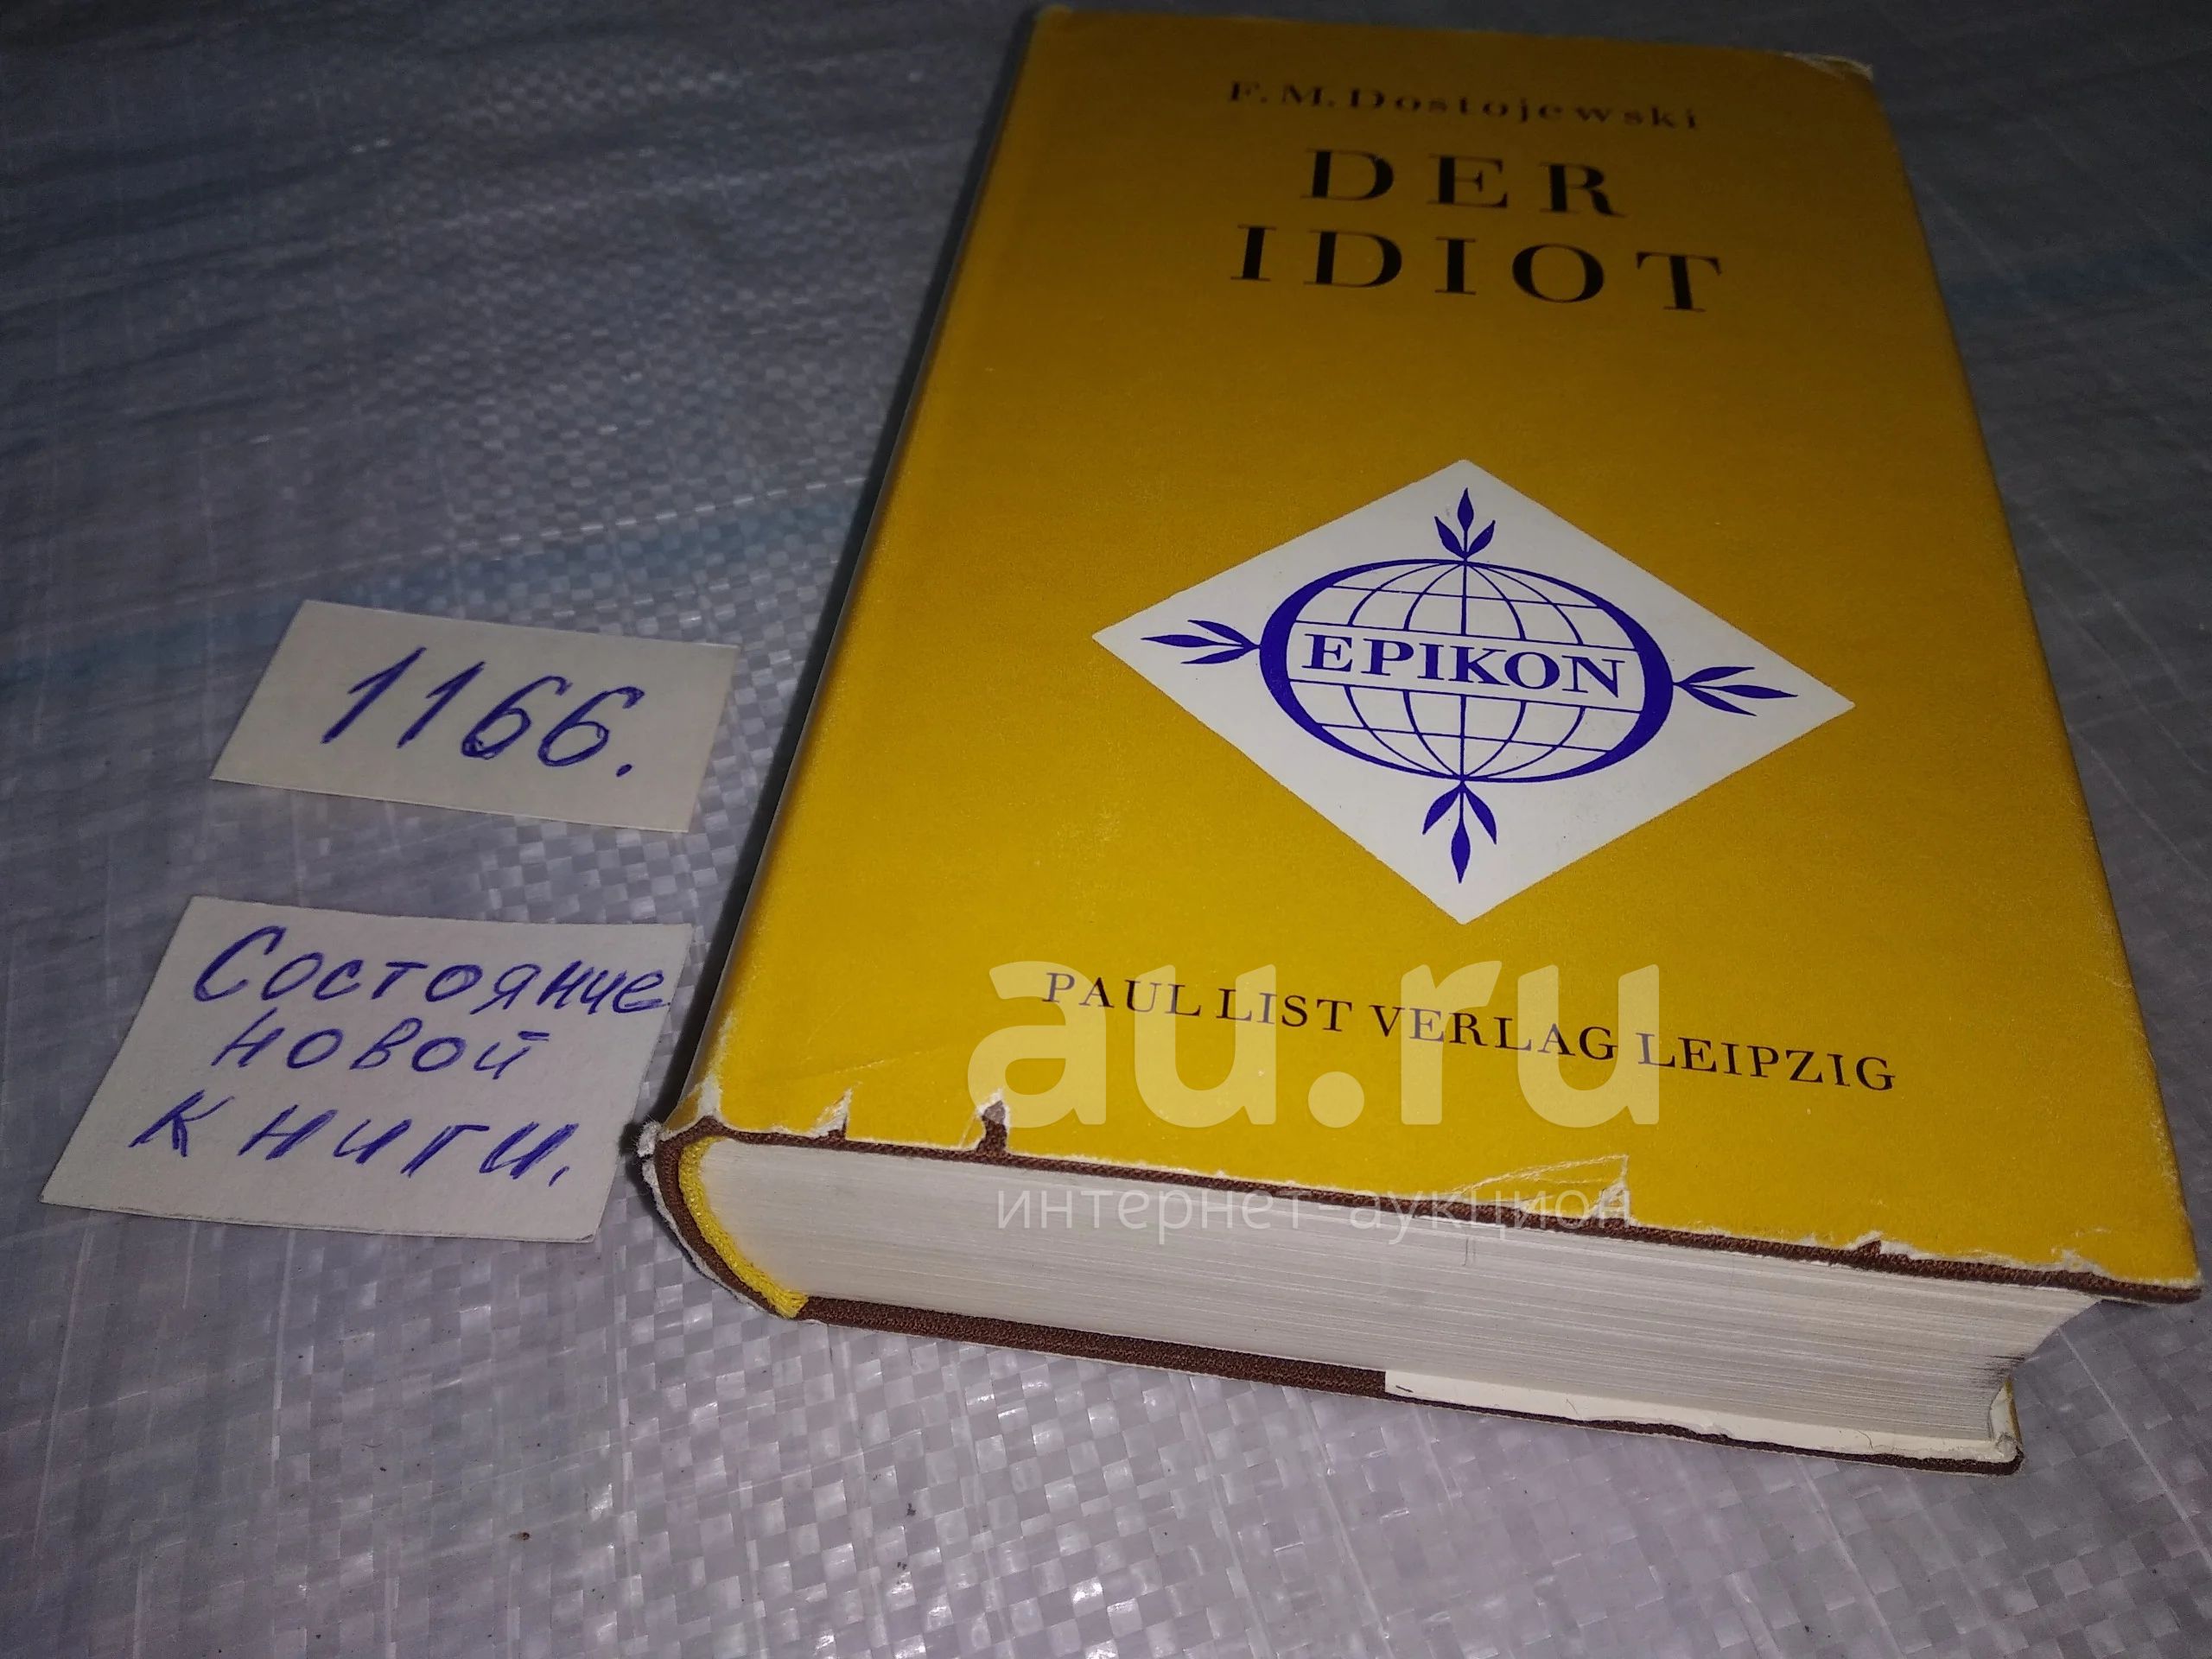 F.M.Dostojewski
DER
IDIOT
EPIKON
PAUL LIST VERLAG LEIPZIG
1166.
Состояние
новой
книги.
au.ru
интернет-аукцион